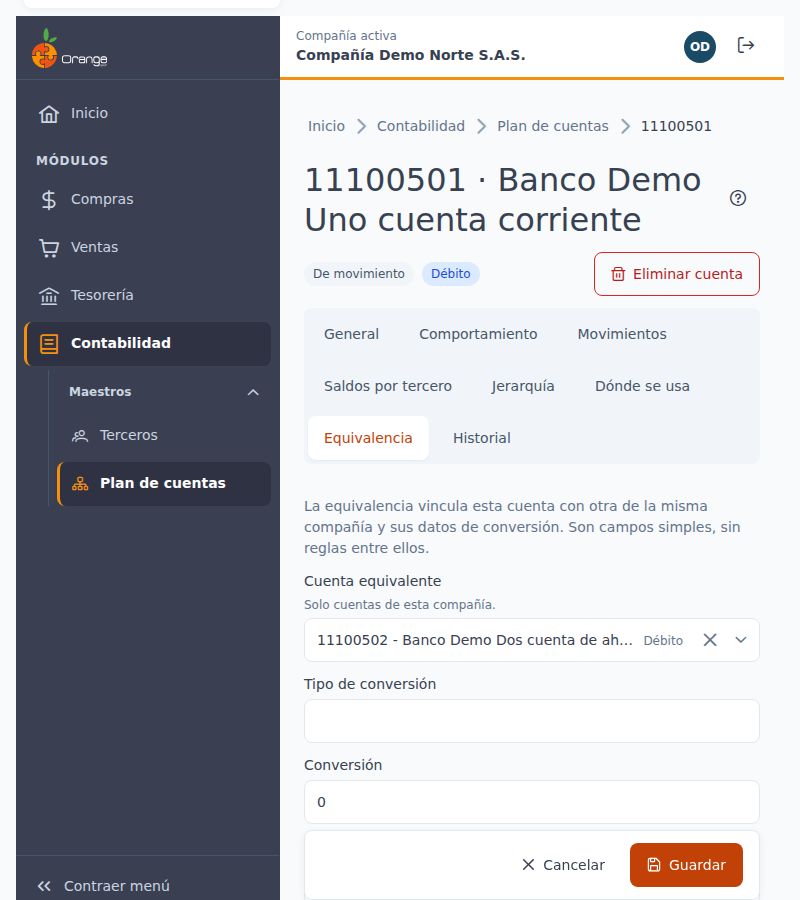 Orange
Compañía activa
Compañía Demo Norte S.A.S.
OD
Inicio
MÓDULOS
Compras
Ventas
Tesorería
Contabilidad
Maestros
Terceros
Plan de cuentas
Contraer menú
Inicio > Contabilidad > Plan de cuentas > 11100501
11100501 · Banco Demo
Uno cuenta corriente
De movimiento Débito
Eliminar cuenta
General Comportamiento Movimientos
Saldos por tercero Jerarquía Dónde se usa
Equivalencia Historial
La equivalencia vincula esta cuenta con otra de la misma
compañía y sus datos de conversión. Son campos simples, sin
reglas entre ellos.
Cuenta equivalente
Solo cuentas de esta compañía.
11100502 - Banco Demo Dos cuenta de ah... Débito
Tipo de conversión
Conversión
0
Cancelar Guardar